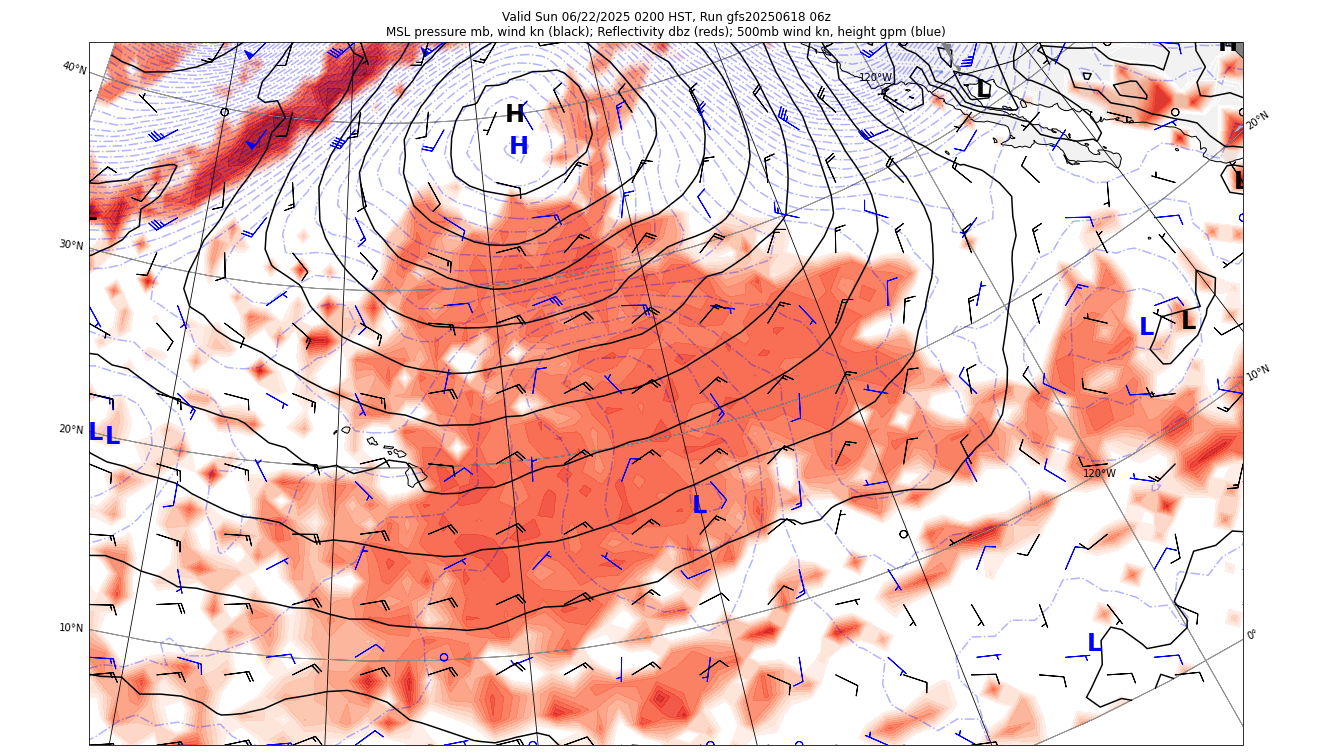 Valid Sun 06/22/2025 0200 HST, Run gfs20250618 06z
MSL pressure mb, wind kn (black); Reflectivity dbz (reds); 500mb wind kn, height gpm (blue)
H
40°N
120°W
L
H
20°N
H
L
L
30°N
L
L
10°N
20°N
L
L
120°W
L
10°N
0°
L